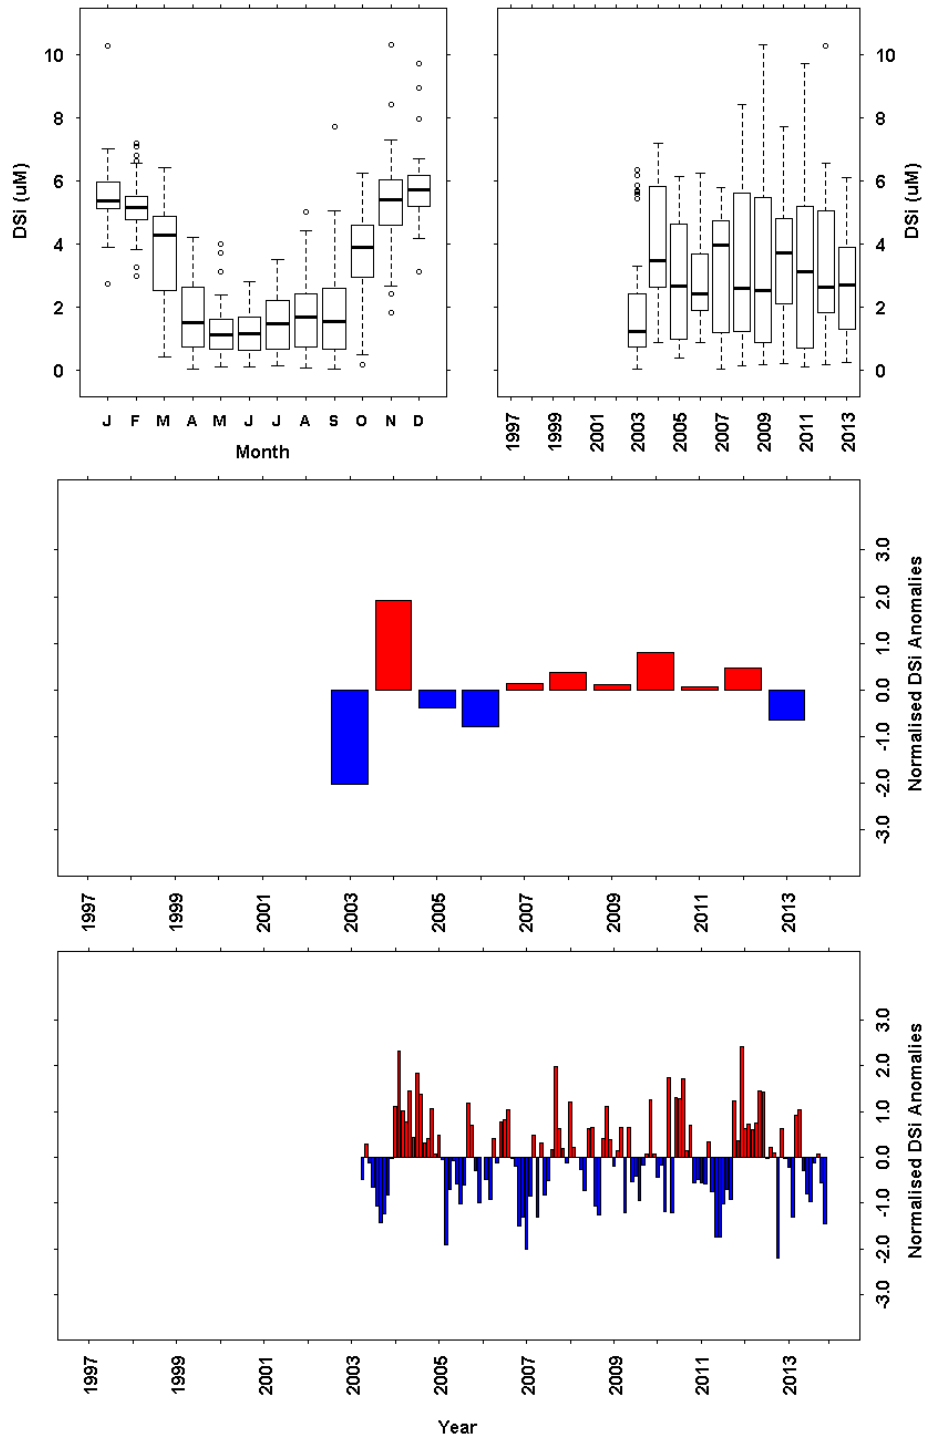 10
8
6
4
2
0
DSi (uM)
J F M A M J J A S O N D
Month
10
8
6
4
2
0
DSi (uM)
1997 1999 2001 2003 2005 2007 2009 2011 2013
3.0
2.0
1.0
0.0
-1.0
-2.0
-3.0
Normalised DSi Anomalies
1997 1999 2001 2003 2005 2007 2009 2011 2013
3.0
2.0
1.0
0.0
-1.0
-2.0
-3.0
Normalised DSi Anomalies
1997 1999 2001 2003 2005 2007 2009 2011 2013
Year